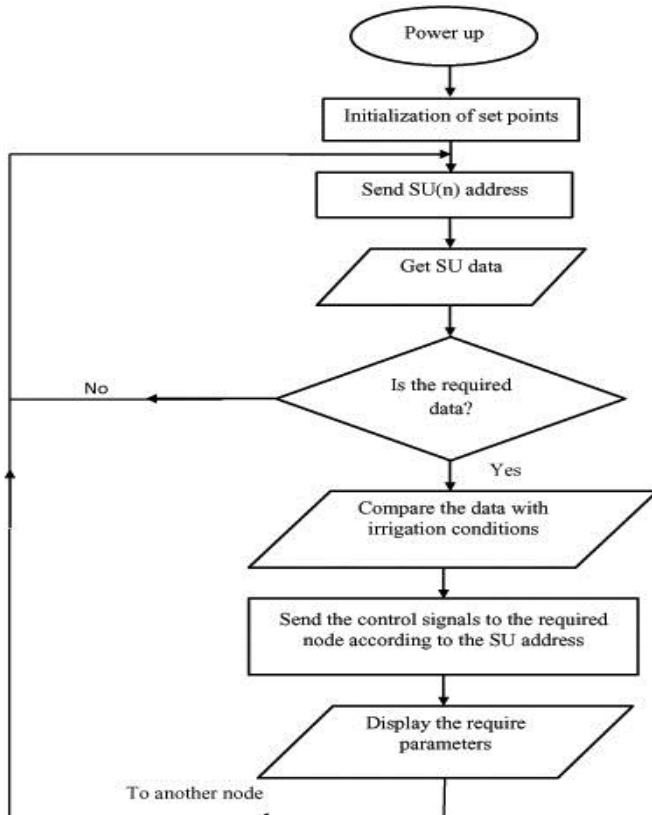 Power up
Initialization of set points
Send SU(n) address
Get SU data
Is the required
data?
No
Yes
Compare the data with
irrigation conditions
Send the control signals to the required
node according to the SU address
Display the require
parameters
To another node